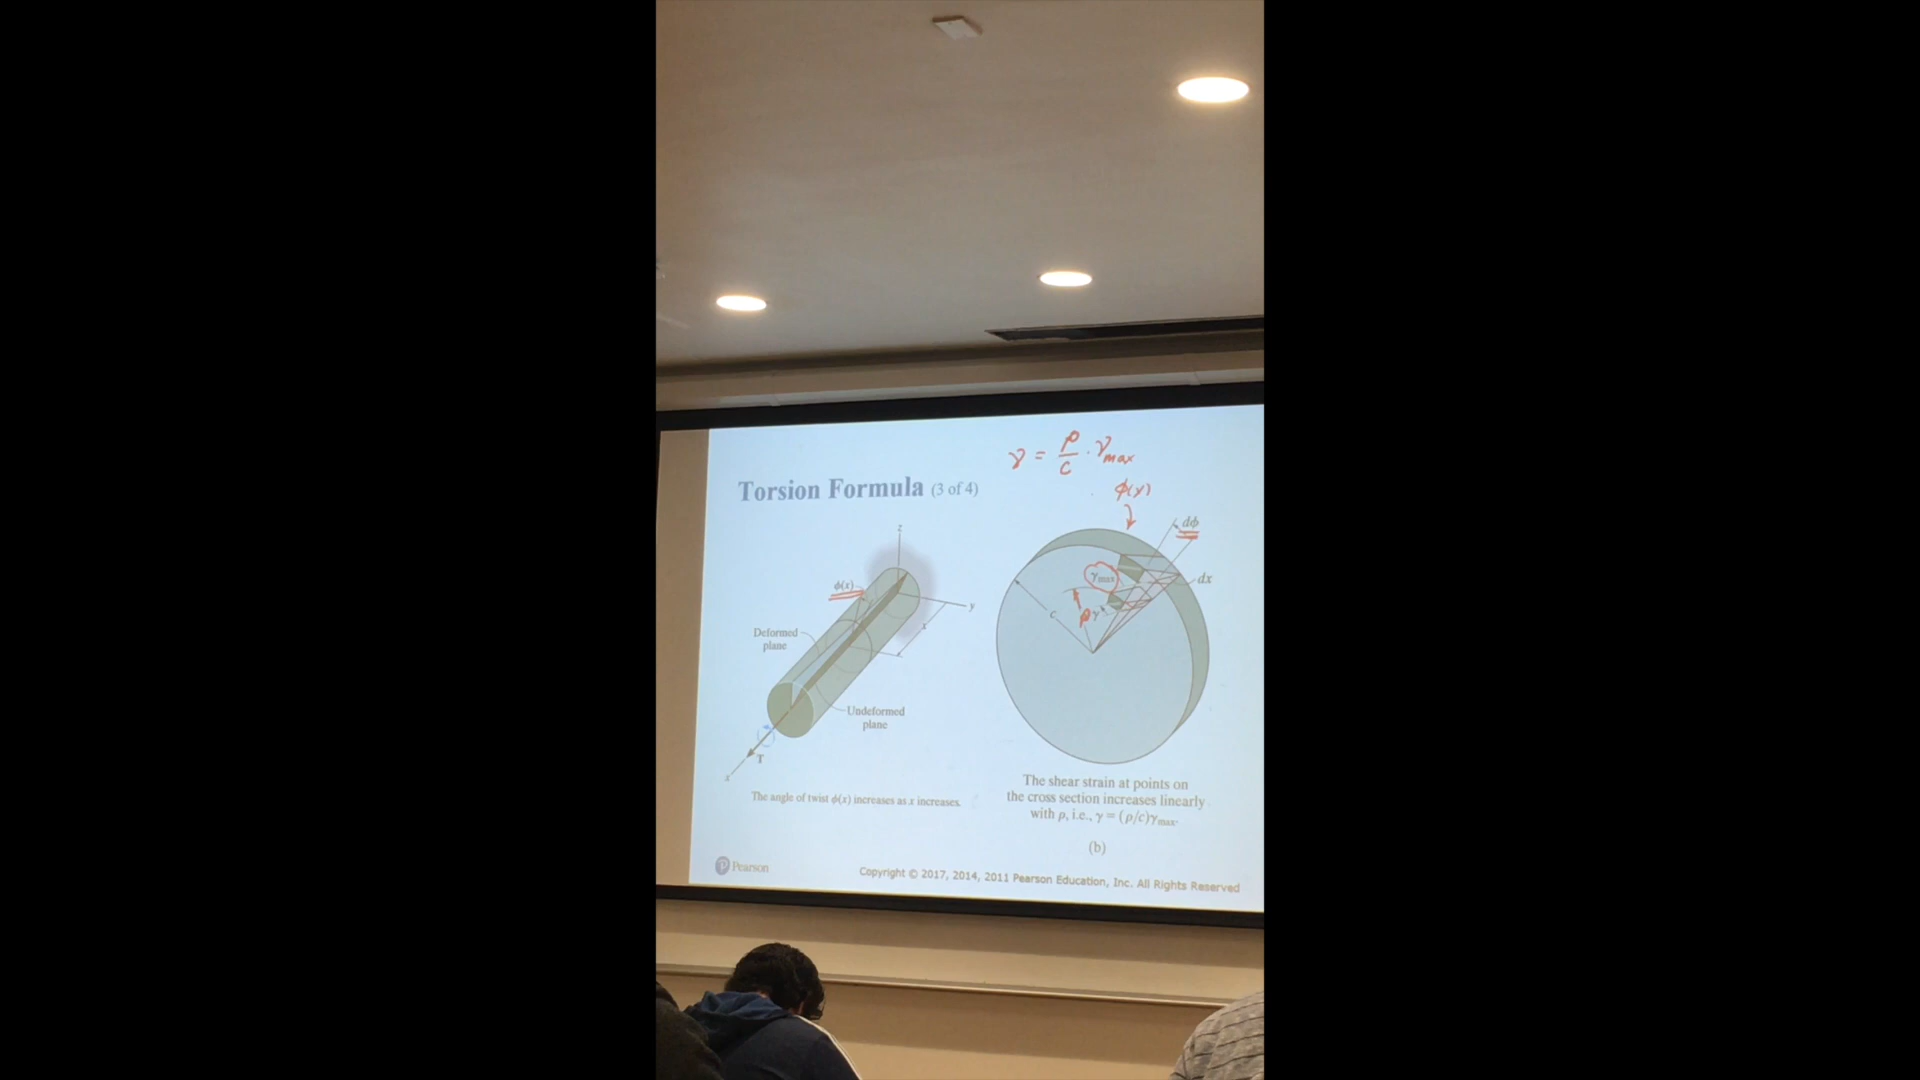 γ = ρ/c · γmax
Torsion Formula (3 of 4)
ϕ(x)
dϕ
z
ϕ(x)
γmax
dx
y
c
ρ
γ
x
Deformed
plane
Undeformed
plane
T
x
The angle of twist ϕ(x) increases as x increases.
The shear strain at points on
the cross section increases linearly
with ρ, i.e., γ = (ρ/c)γmax.
(b)
P Pearson
Copyright © 2017, 2014, 2011 Pearson Education, Inc. All Rights Reserved